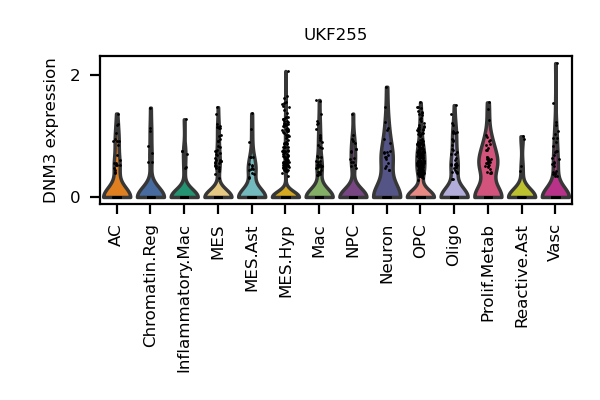 UKF255
DNM3 expression
2
0
AC
Chromatin.Reg
Inflammatory.Mac
MES
MES.Ast
MES.Hyp
Mac
NPC
Neuron
OPC
Oligo
Prolif.Metab
Reactive.Ast
Vasc